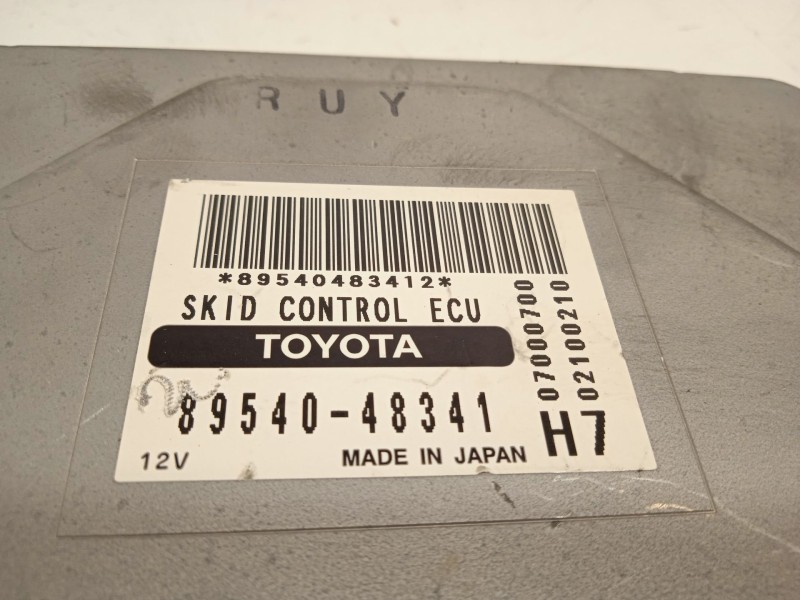 RUY
*89540483412*
SKID CONTROL ECU
TOYOTA
89540-48341
12V
MADE IN JAPAN
H7
07000700
02100210